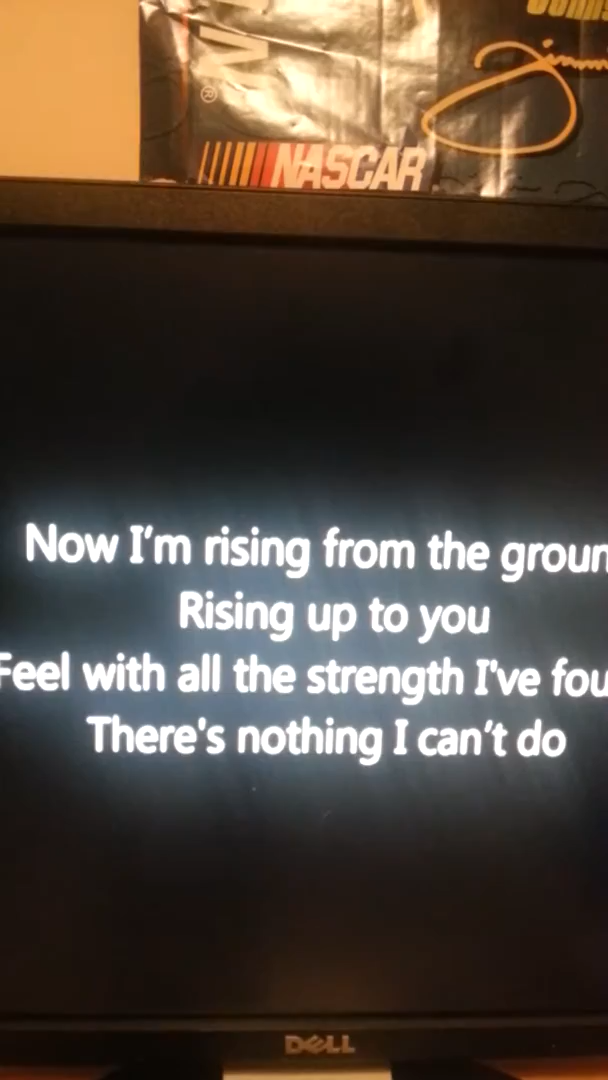 NASCAR
Now I'm rising from the groun
Rising up to you
Feel with all the strength I've fou
There's nothing I can't do
DELL